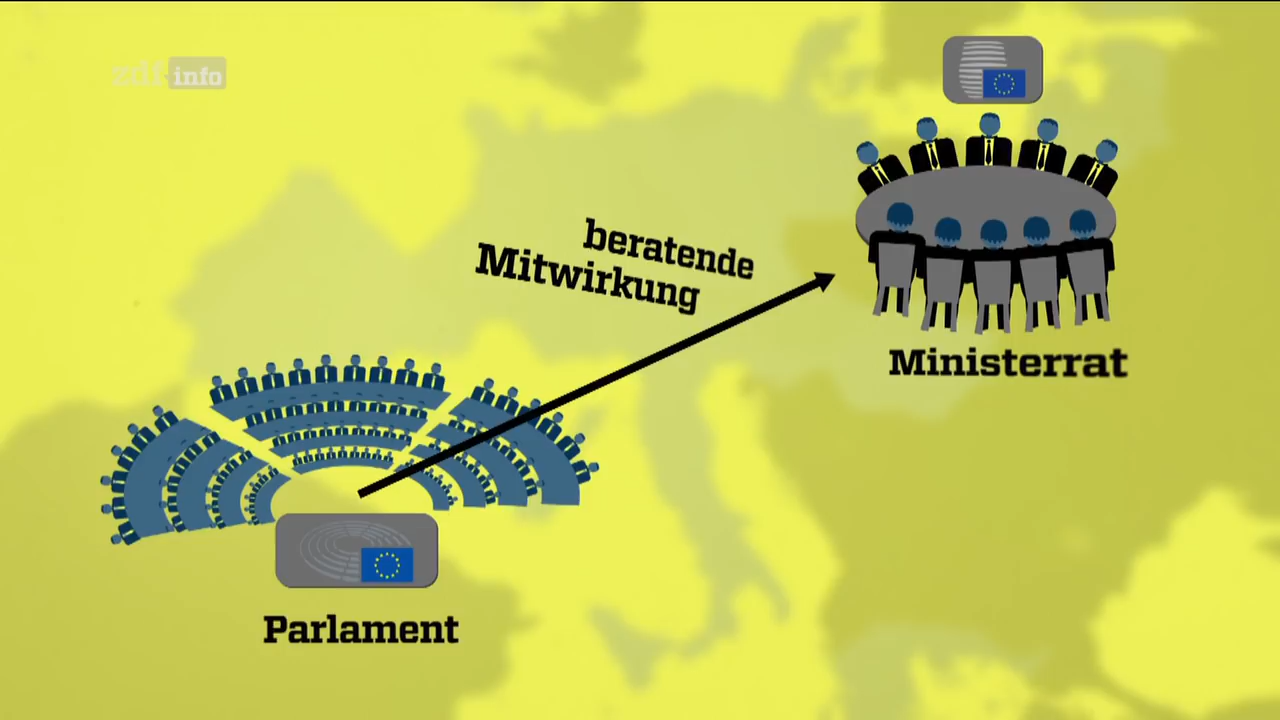 zdf info
beratende
Mitwirkung
Ministerrat
Parlament